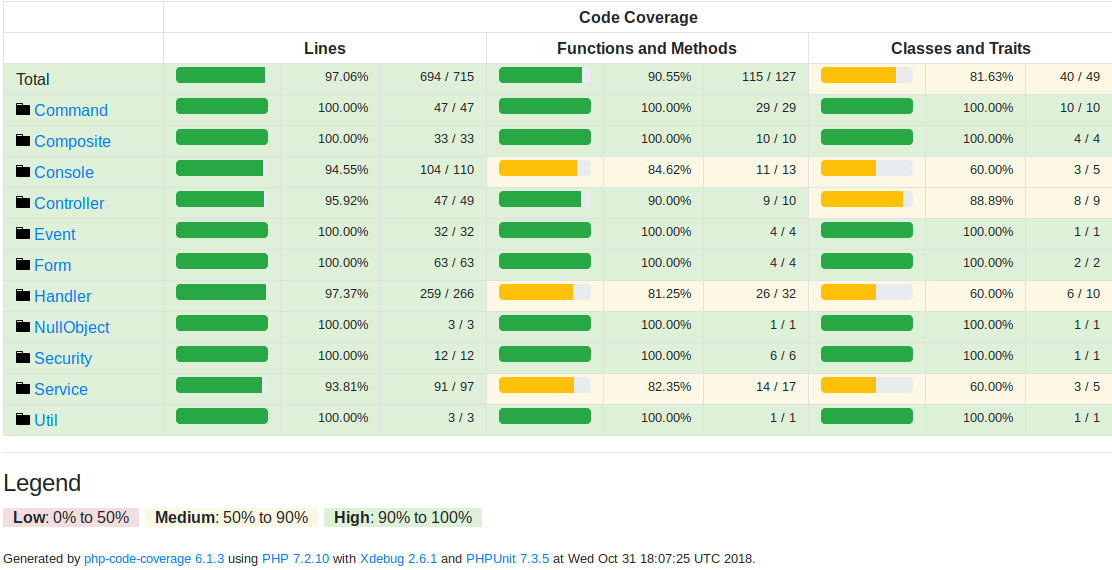 Code Coverage
Lines Functions and Methods Classes and Traits
Total 97.06% 694 / 715 90.55% 115 / 127 81.63% 40 / 49
Command 100.00% 47 / 47 100.00% 29 / 29 100.00% 10 / 10
Composite 100.00% 33 / 33 100.00% 10 / 10 100.00% 4 / 4
Console 94.55% 104 / 110 84.62% 11 / 13 60.00% 3 / 5
Controller 95.92% 47 / 49 90.00% 9 / 10 88.89% 8 / 9
Event 100.00% 32 / 32 100.00% 4 / 4 100.00% 1 / 1
Form 100.00% 63 / 63 100.00% 4 / 4 100.00% 2 / 2
Handler 97.37% 259 / 266 81.25% 26 / 32 60.00% 6 / 10
NullObject 100.00% 3 / 3 100.00% 1 / 1 100.00% 1 / 1
Security 100.00% 12 / 12 100.00% 6 / 6 100.00% 1 / 1
Service 93.81% 91 / 97 82.35% 14 / 17 60.00% 3 / 5
Util 100.00% 3 / 3 100.00% 1 / 1 100.00% 1 / 1
Legend
Low: 0% to 50% Medium: 50% to 90% High: 90% to 100%
Generated by php-code-coverage 6.1.3 using PHP 7.2.10 with Xdebug 2.6.1 and PHPUnit 7.3.5 at Wed Oct 31 18:07:25 UTC 2018.